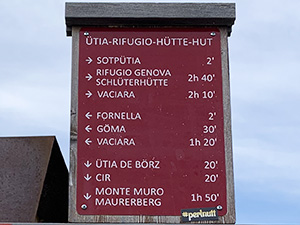 ÜTIA-RIFUGIO-HÜTTE-HUT
→ SOTPÜTIA 2'
→ RIFUGIO GENOVA
SCHLÜTERHÜTTE 2h 40'
→ VACIARA 2h 10'
← FORNELLA 2'
← GÖMA 30'
← VACIARA 1h 20'
↓ ÜTIA DE BÖRZ 20'
↓ CIR 20'
↓ MONTE MURO
MAURERBERG 1h 50'
#perlnutt